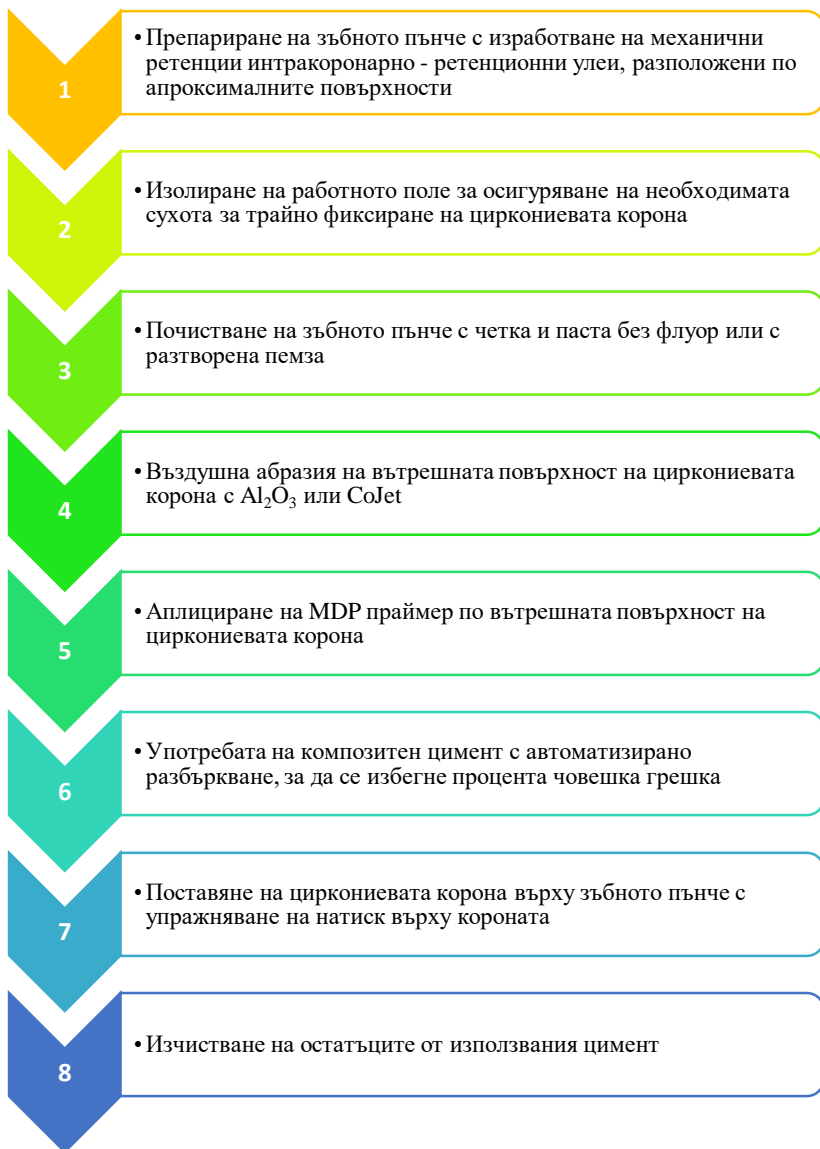 1
• Препариране на зъбното пънче с изработване на механични
ретенции интракоронарно - ретенционни улеи, разположени по
апроксималните повърхности
2
• Изолиране на работното поле за осигуряване на необходимата
сухота за трайно фиксиране на циркониевата корона
3
• Почистване на зъбното пънче с четка и паста без флуор или с
разтворена пемза
4
• Въздушна абразия на вътрешната повърхност на циркониевата
корона с Al₂O₃ или CoJet
5
• Аплициране на MDP праймер по вътрешната повърхност на
циркониевата корона
6
• Употребата на композитен цимент с автоматизирано
разбъркване, за да се избегне процента човешка грешка
7
• Поставяне на циркониевата корона върху зъбното пънче с
упражняване на натиск върху короната
8
• Изчистване на остатъците от използвания цимент